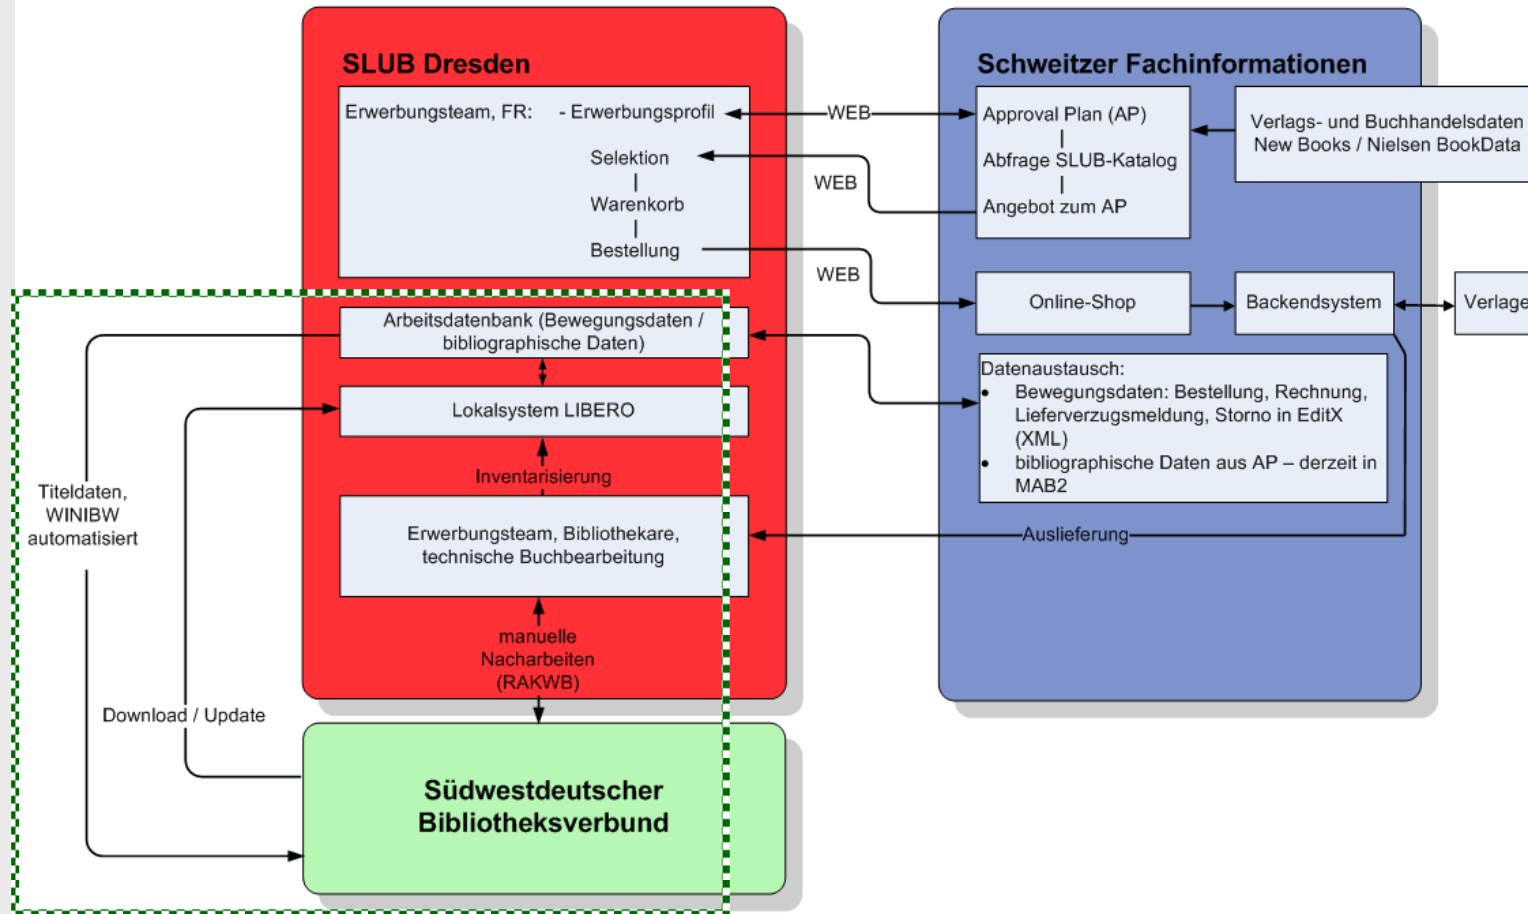 SLUB Dresden
Erwerbungsteam, FR: - Erwerbungsprofil
Selektion
Warenkorb
Bestellung
WEB
WEB
WEB
Schweitzer Fachinformationen
Approval Plan (AP)
Abfrage SLUB-Katalog
Angebot zum AP
Verlags- und Buchhandelsdaten
New Books / Nielsen BookData
Online-Shop
Backendsystem
Verlage
Arbeitsdatenbank (Bewegungsdaten /
bibliographische Daten)
Lokalsystem LIBERO
Inventarisierung
Erwerbungsteam, Bibliothekare,
technische Buchbearbeitung
manuelle
Nacharbeiten
(RAKWB)
Datenaustausch:
• Bewegungsdaten: Bestellung, Rechnung,
Lieferverzugsmeldung, Storno in EditX
(XML)
• bibliographische Daten aus AP – derzeit in
MAB2
Auslieferung
Titeldaten,
WINIBW
automatisiert
Download / Update
Südwestdeutscher
Bibliotheksverbund